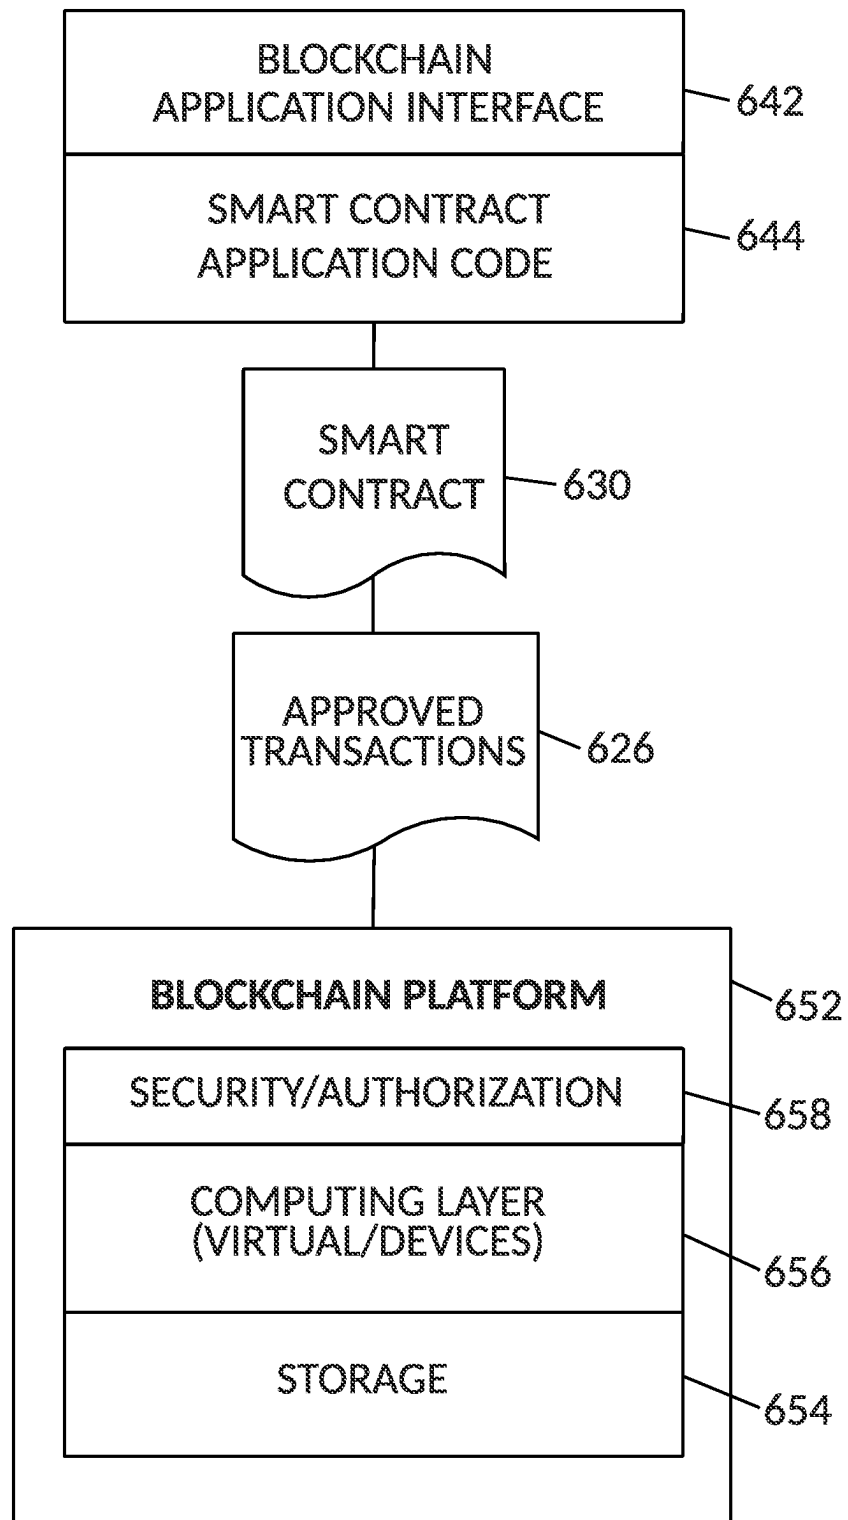 BLOCKCHAIN
APPLICATION INTERFACE
642
SMART CONTRACT
APPLICATION CODE
644
SMART
CONTRACT
630
APPROVED
TRANSACTIONS
626
BLOCKCHAIN PLATFORM
652
SECURITY/AUTHORIZATION
658
COMPUTING LAYER
(VIRTUAL/DEVICES)
656
STORAGE
654